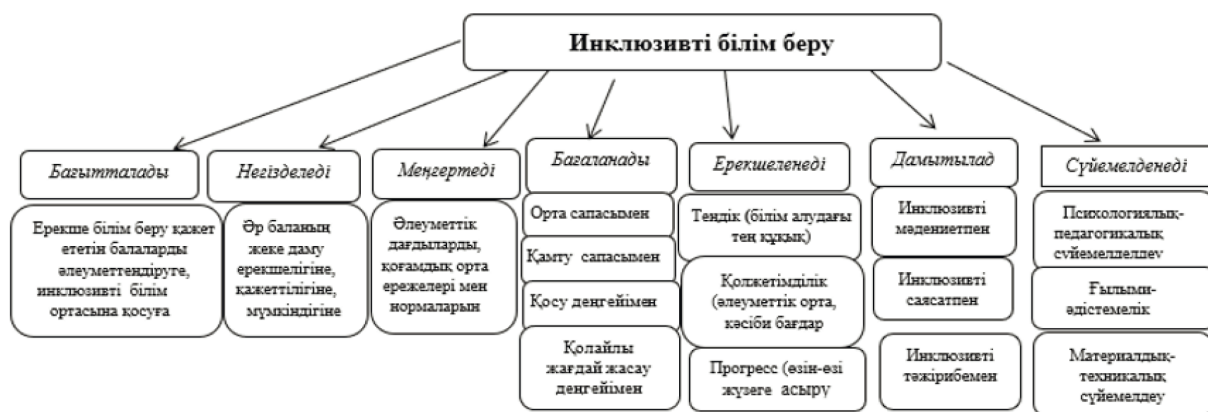 Инклюзивті білім беру
Бағытталады
Ерекше білім беру қажет
ететін балаларды
әлеуметтендіруге,
инклюзивті білім
ортасына қосуға
Негізделеді
Әр баланың
жеке даму
ерекшелігіне,
қажеттілігіне,
мүмкіндігіне
Меңгертеді
Әлеуметтік
дағдыларды,
қоғамдық орта
ережелері мен
нормаларын
Бағаланады
Орта сапасымен
Қамту сапасымен
Қосу деңгейімен
Қолайлы
жағдай жасау
деңгейімен
Ерекшеленеді
Теңдік (білім алудағы
тең құқық)
Қолжетімділік
(әлеуметтік орта,
кәсіби бағдар
Прогресс (өзін-өзі
жүзеге асыру
Дамытылад
Инклюзивті
мәдениетпен
Инклюзивті
саясатпен
Инклюзивті
тәжірибемен
Сүйемелденеді
Психологиялық-
педагогикалық
сүйемелделдеу
Ғылыми-
әдістемелік
Материалдық-
техникалық
сүйемелдеу